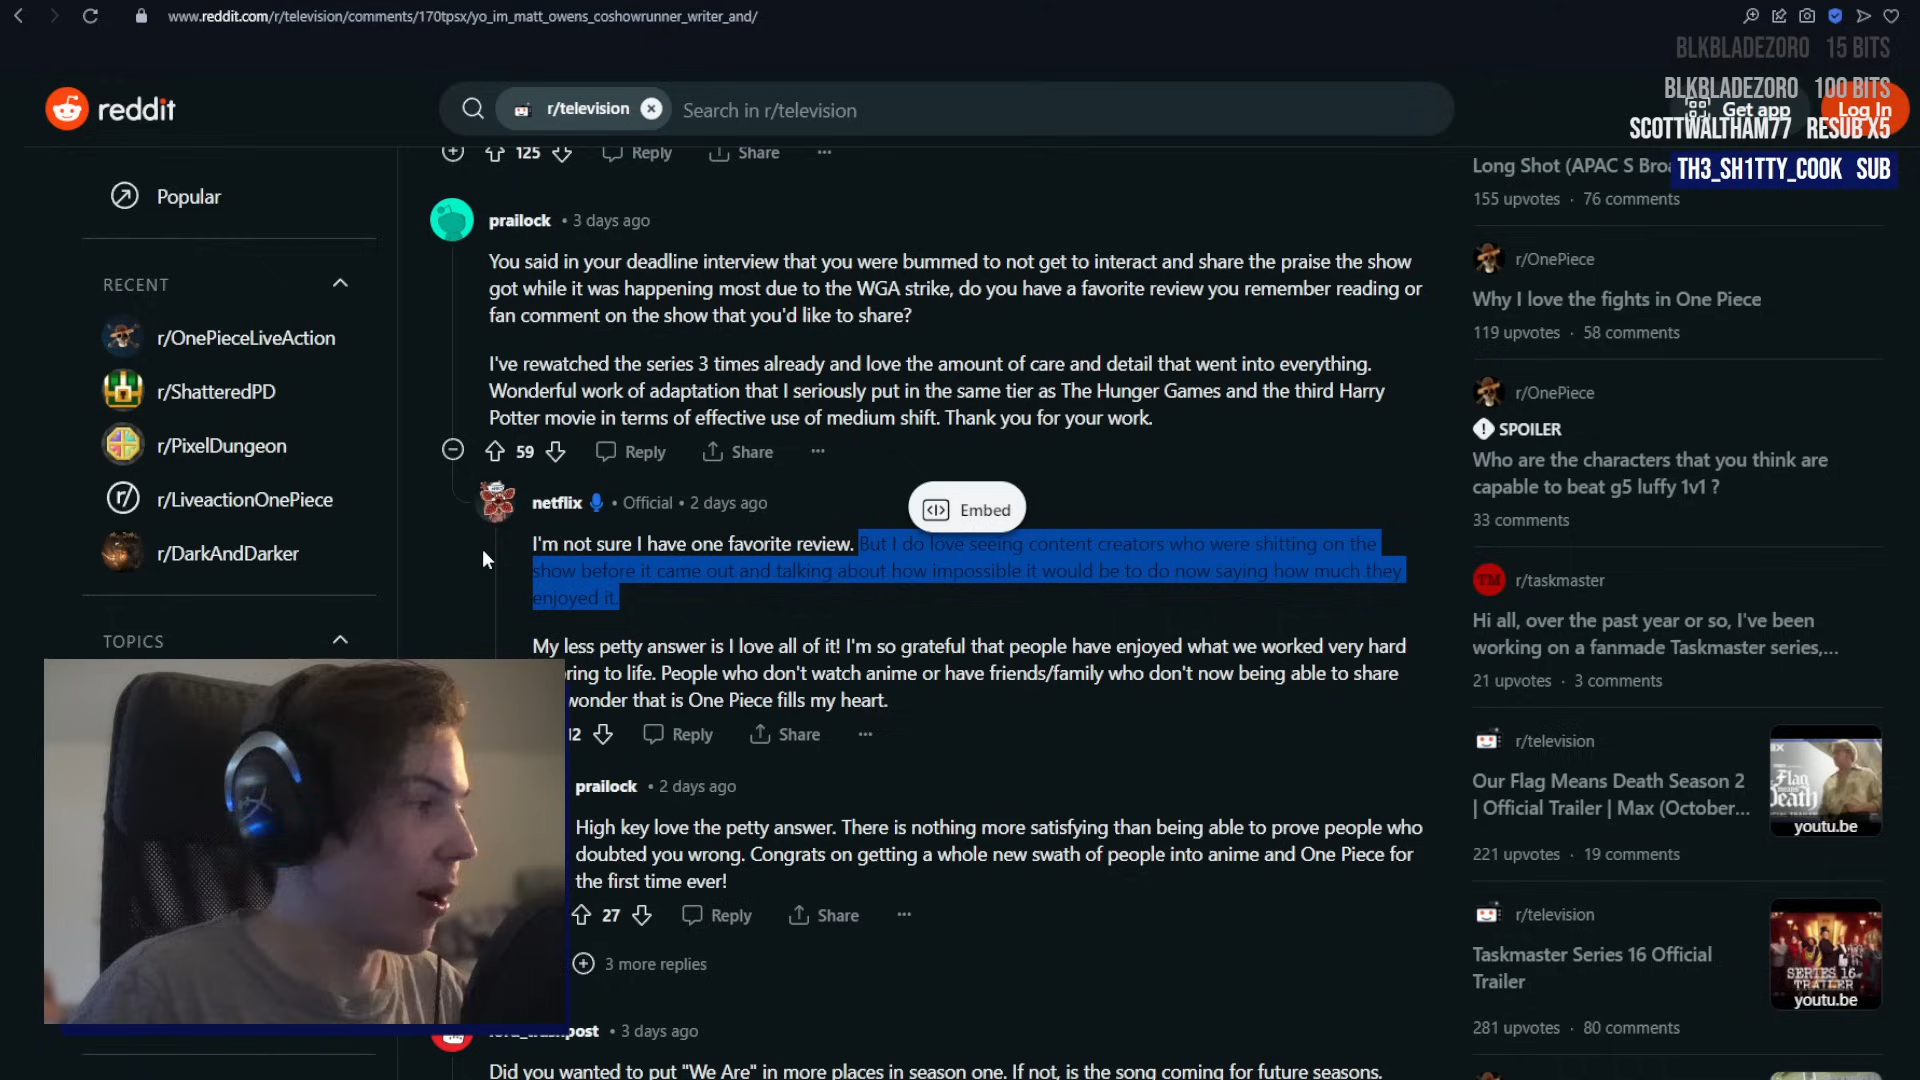 www.reddit.com/r/television/comments/170tpsx/yo_im_matt_owens_coshowrunner_writer_and/
BLKBLADEZORO 15 BITS
BLKBLADEZORO 100 BITS
SCOTTWALTHAM77 RESUB X5
TH3_SH1TTY_COOK SUB
reddit
r/television
Search in r/television
Get app
Log In
125
Reply
Share
Popular
RECENT
r/OnePieceLiveAction
r/ShatteredPD
r/PixelDungeon
r/LiveactionOnePiece
r/DarkAndDarker
TOPICS
prailock • 3 days ago
You said in your deadline interview that you were bummed to not get to interact and share the praise the show
got while it was happening most due to the WGA strike, do you have a favorite review you remember reading or
fan comment on the show that you'd like to share?
I've rewatched the series 3 times already and love the amount of care and detail that went into everything.
Wonderful work of adaptation that I seriously put in the same tier as The Hunger Games and the third Harry
Potter movie in terms of effective use of medium shift. Thank you for your work.
59
Reply
Share
netflix • Official • 2 days ago
Embed
I'm not sure I have one favorite review. But I do love seeing content creators who were shitting on the
show before it came out and talking about how impossible it would be to do now saying how much they
enjoyed it.
My less petty answer is I love all of it! I'm so grateful that people have enjoyed what we worked very hard
ring to life. People who don't watch anime or have friends/family who don't now being able to share
wonder that is One Piece fills my heart.
Reply
Share
prailock • 2 days ago
High key love the petty answer. There is nothing more satisfying than being able to prove people who
doubted you wrong. Congrats on getting a whole new swath of people into anime and One Piece for
the first time ever!
27
Reply
Share
3 more replies
post • 3 days ago
Did you wanted to put "We Are" in more places in season one. If not, is the song coming for future seasons.
Long Shot (APAC S Bro
155 upvotes · 76 comments
r/OnePiece
Why I love the fights in One Piece
119 upvotes · 58 comments
r/OnePiece
SPOILER
Who are the characters that you think are
capable to beat g5 luffy 1v1 ?
33 comments
TM
r/taskmaster
Hi all, over the past year or so, I've been
working on a fanmade Taskmaster series,...
21 upvotes · 3 comments
r/television
Our Flag Means Death Season 2
| Official Trailer | Max (October...
Flag
means
Death
youtu.be
221 upvotes · 19 comments
r/television
Taskmaster Series 16 Official
Trailer
SERIES 16
TRAILER
youtu.be
281 upvotes · 80 comments